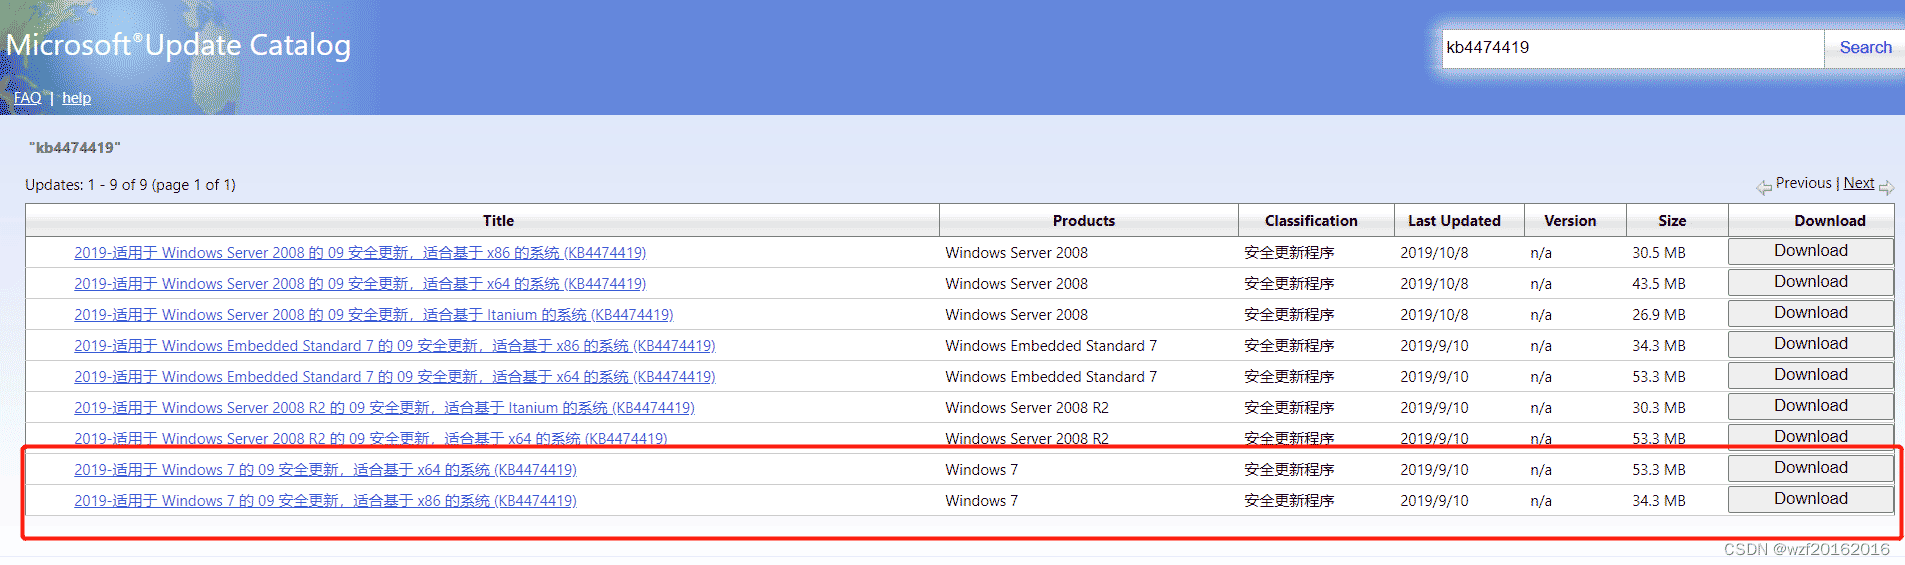 Microsoft®Update Catalog
kb4474419 Search
FAQ | help
"kb4474419"
Updates: 1 - 9 of 9 (page 1 of 1)
Previous | Next
Title Products Classification Last Updated Version Size Download
2019-适用于 Windows Server 2008 的 09 安全更新，适合基于 x86 的系统 (KB4474419) Windows Server 2008 安全更新程序 2019/10/8 n/a 30.5 MB Download
2019-适用于 Windows Server 2008 的 09 安全更新，适合基于 x64 的系统 (KB4474419) Windows Server 2008 安全更新程序 2019/10/8 n/a 43.5 MB Download
2019-适用于 Windows Server 2008 的 09 安全更新，适合基于 Itanium 的系统 (KB4474419) Windows Server 2008 安全更新程序 2019/10/8 n/a 26.9 MB Download
2019-适用于 Windows Embedded Standard 7 的 09 安全更新，适合基于 x86 的系统 (KB4474419) Windows Embedded Standard 7 安全更新程序 2019/9/10 n/a 34.3 MB Download
2019-适用于 Windows Embedded Standard 7 的 09 安全更新，适合基于 x64 的系统 (KB4474419) Windows Embedded Standard 7 安全更新程序 2019/9/10 n/a 53.3 MB Download
2019-适用于 Windows Server 2008 R2 的 09 安全更新，适合基于 Itanium 的系统 (KB4474419) Windows Server 2008 R2 安全更新程序 2019/9/10 n/a 30.3 MB Download
2019-适用于 Windows Server 2008 R2 的 09 安全更新，适合基于 x64 的系统 (KB4474419) Windows Server 2008 R2 安全更新程序 2019/9/10 n/a 53.3 MB Download
2019-适用于 Windows 7 的 09 安全更新，适合基于 x64 的系统 (KB4474419) Windows 7 安全更新程序 2019/9/10 n/a 53.3 MB Download
2019-适用于 Windows 7 的 09 安全更新，适合基于 x86 的系统 (KB4474419) Windows 7 安全更新程序 2019/9/10 n/a 34.3 MB Download
CSDN @wzf20162016